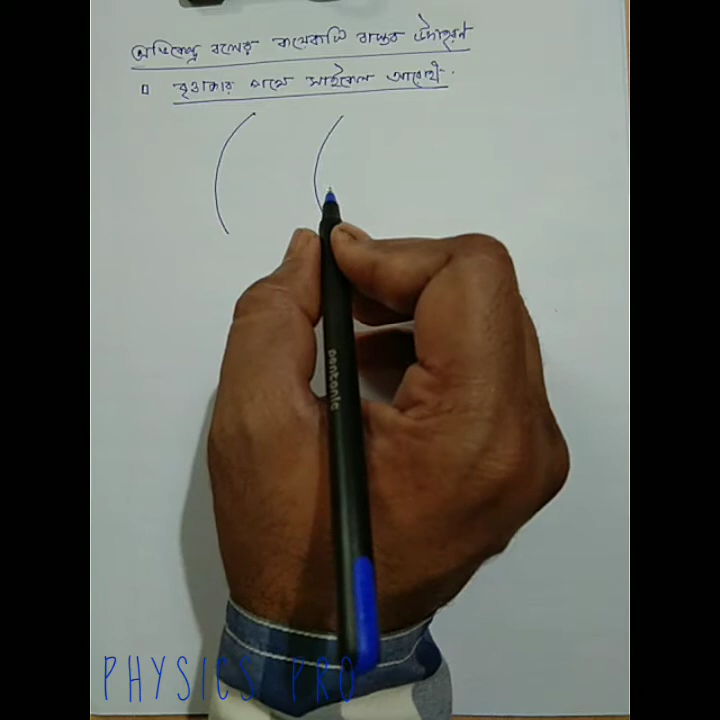 অভিকেন্দ্র বলের কয়েকটি বাস্তব উদাহরণ
▯ বৃত্তাকার পথে সাইকেল আরোহী.
pentonic
PHYSICS PRO